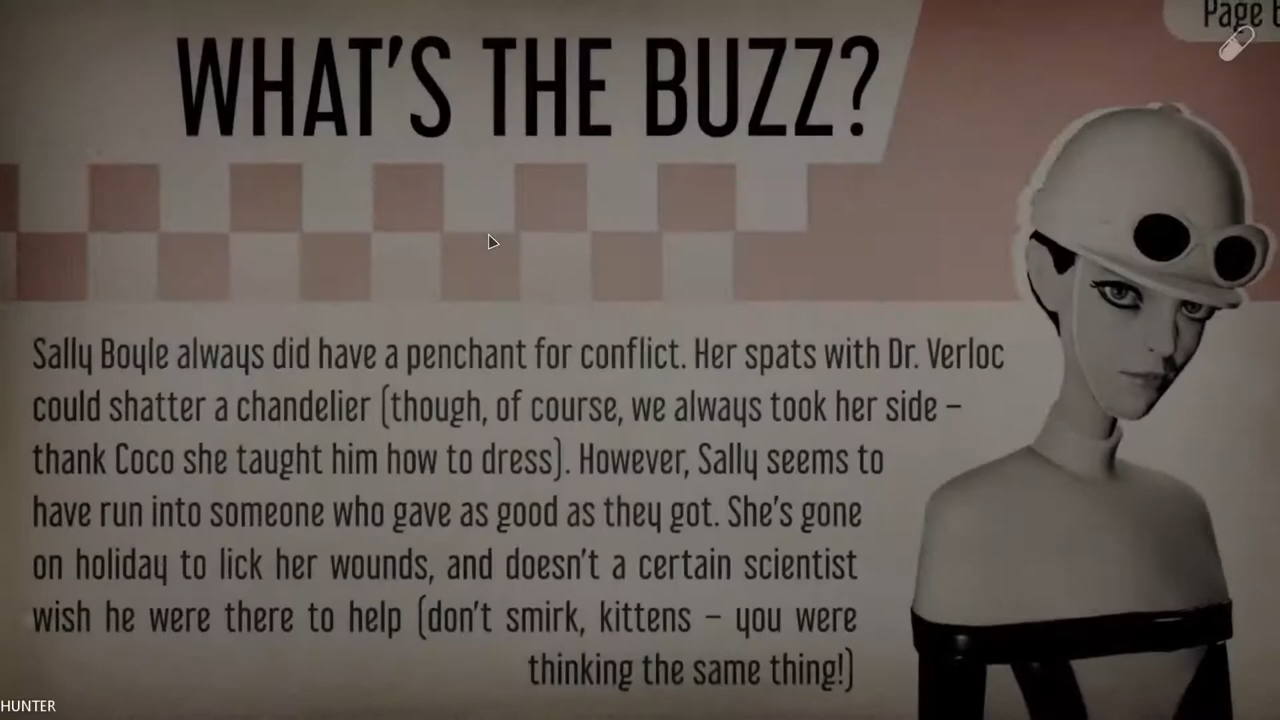 Page
WHAT'S THE BUZZ?
Sally Boyle always did have a penchant for conflict. Her spats with Dr. Verloc
could shatter a chandelier (though, of course, we always took her side –
thank Coco she taught him how to dress). However, Sally seems to
have run into someone who gave as good as they got. She's gone
on holiday to lick her wounds, and doesn't a certain scientist
wish he were there to help (don't smirk, kittens – you were
thinking the same thing!)
HUNTER